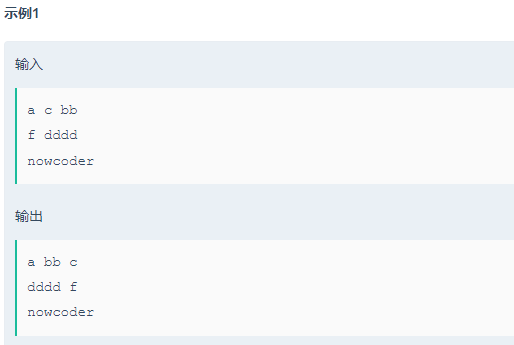 示例1
输入
a c bb
f dddd
nowcoder
输出
a bb c
dddd f
nowcoder